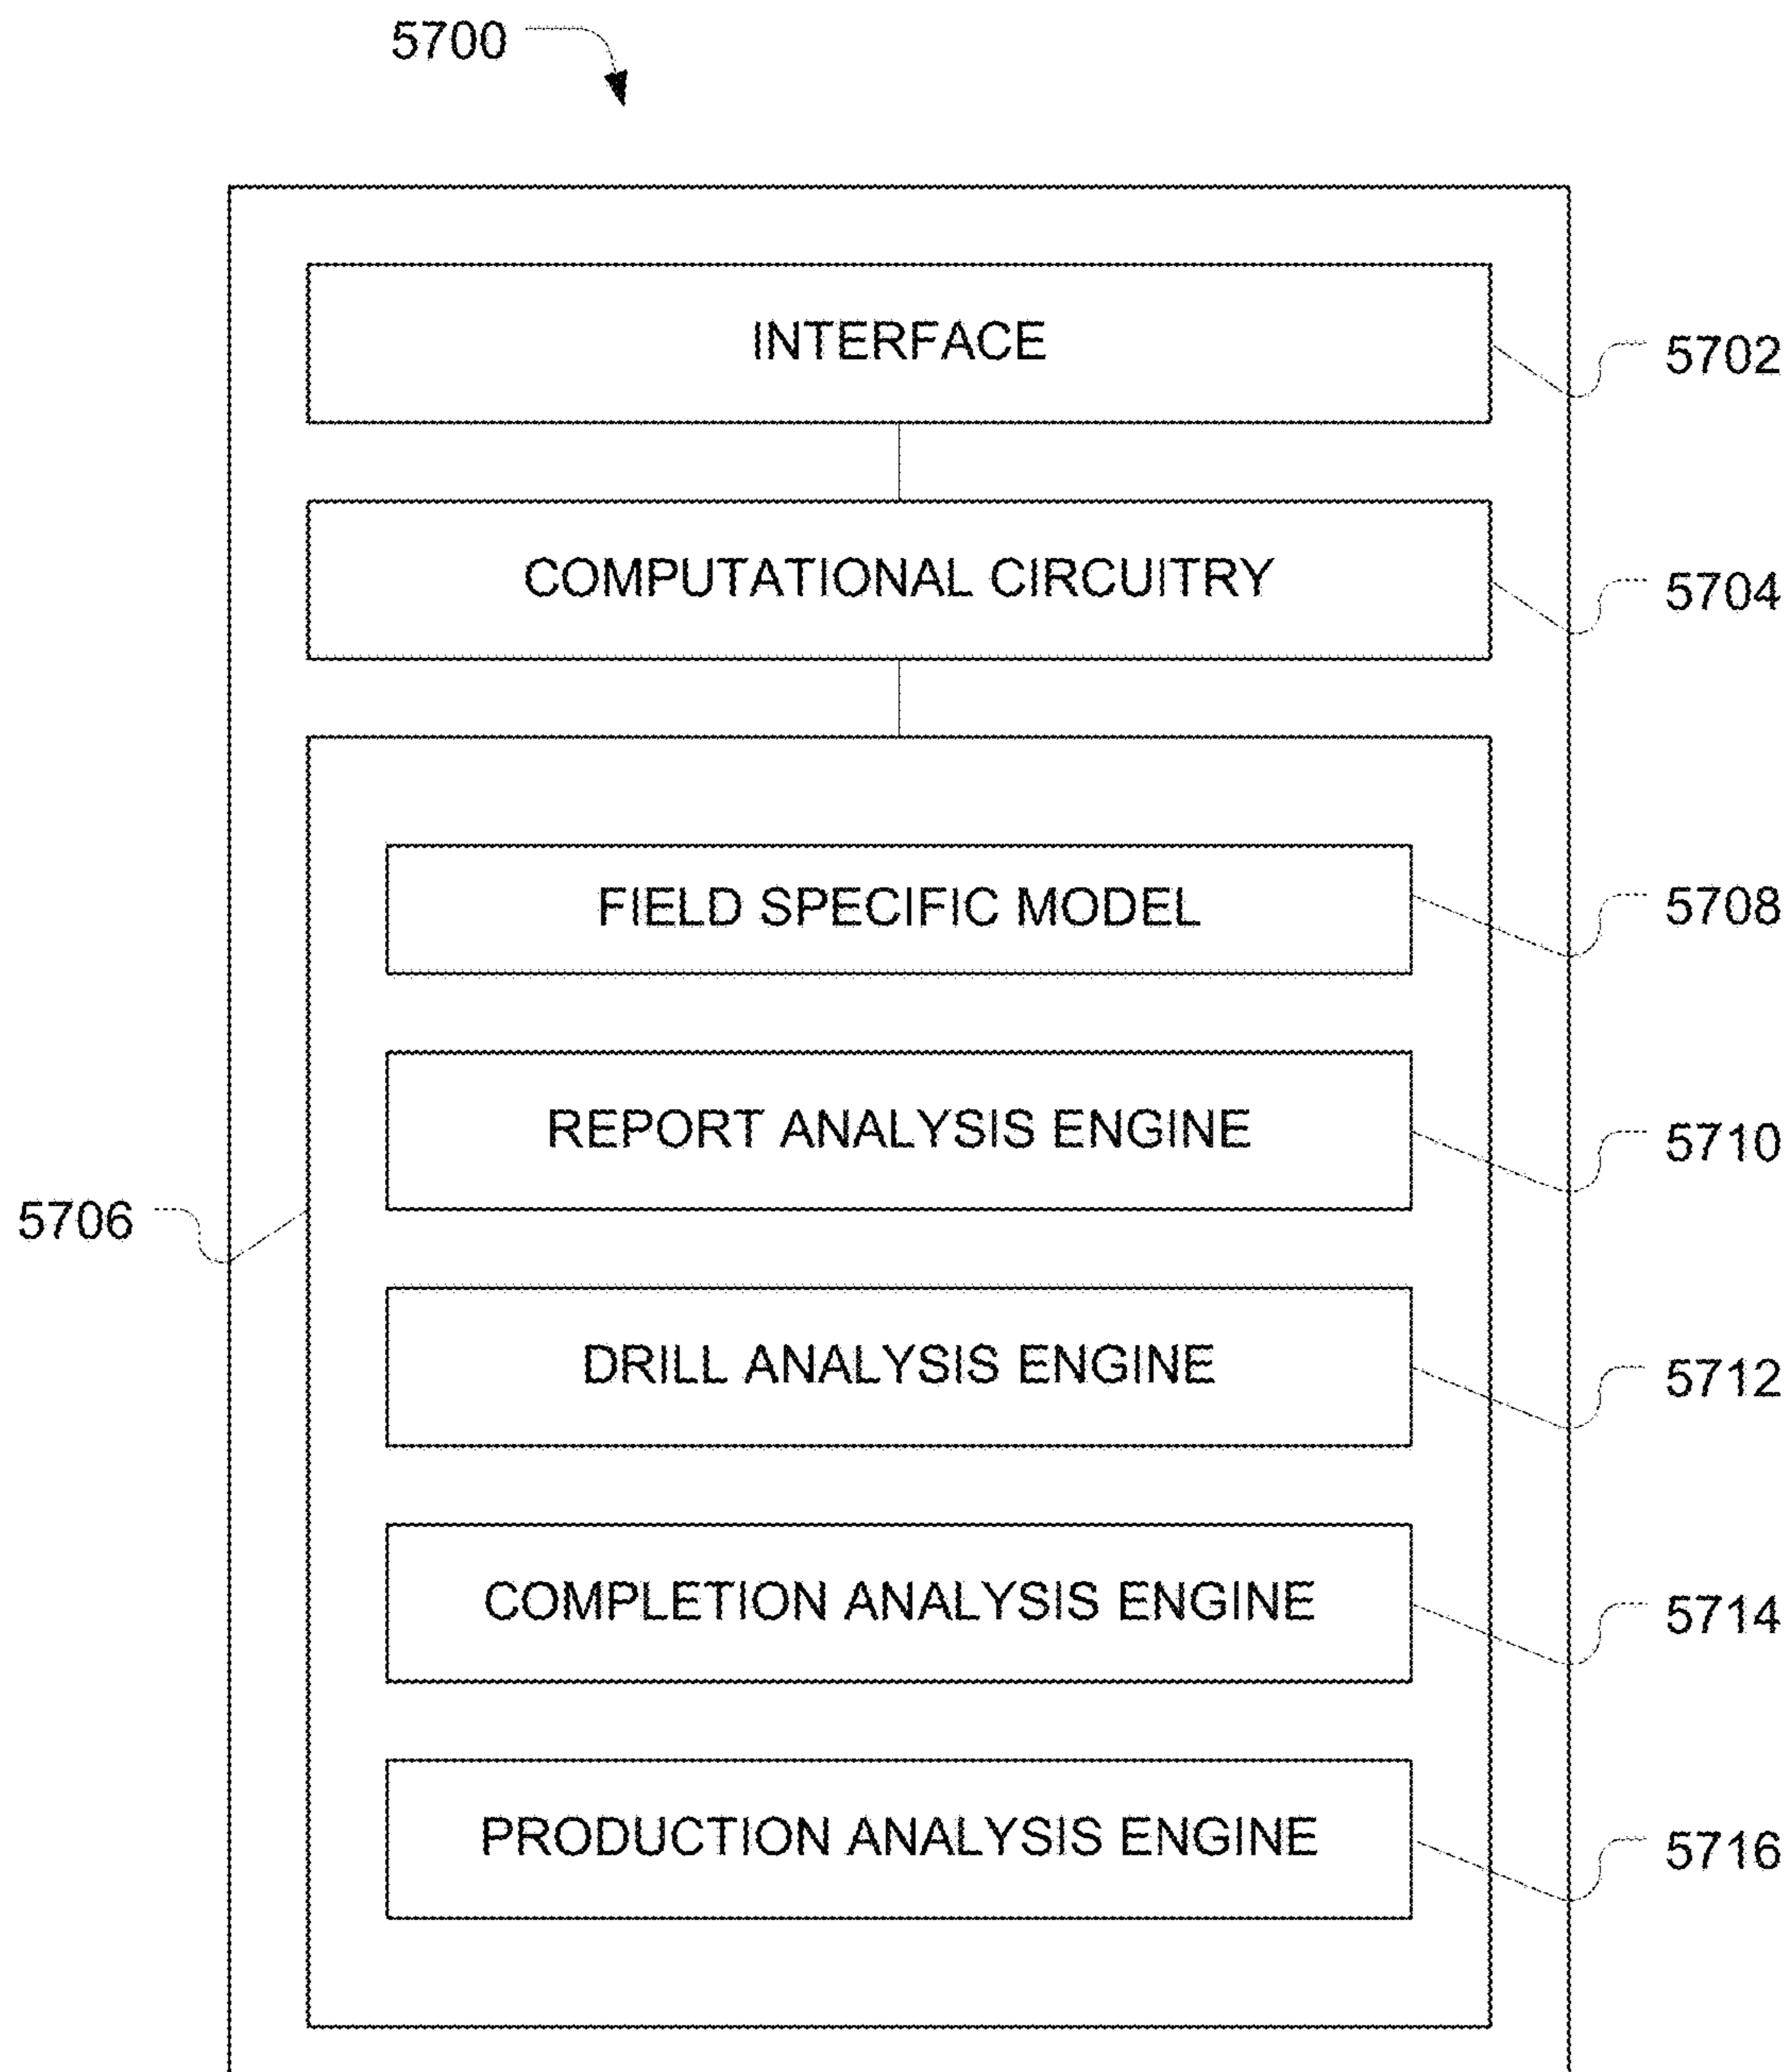 5700
INTERFACE
5702
COMPUTATIONAL CIRCUITRY
5704
FIELD SPECIFIC MODEL
5708
REPORT ANALYSIS ENGINE
5710
5706
DRILL ANALYSIS ENGINE
5712
COMPLETION ANALYSIS ENGINE
5714
PRODUCTION ANALYSIS ENGINE
5716